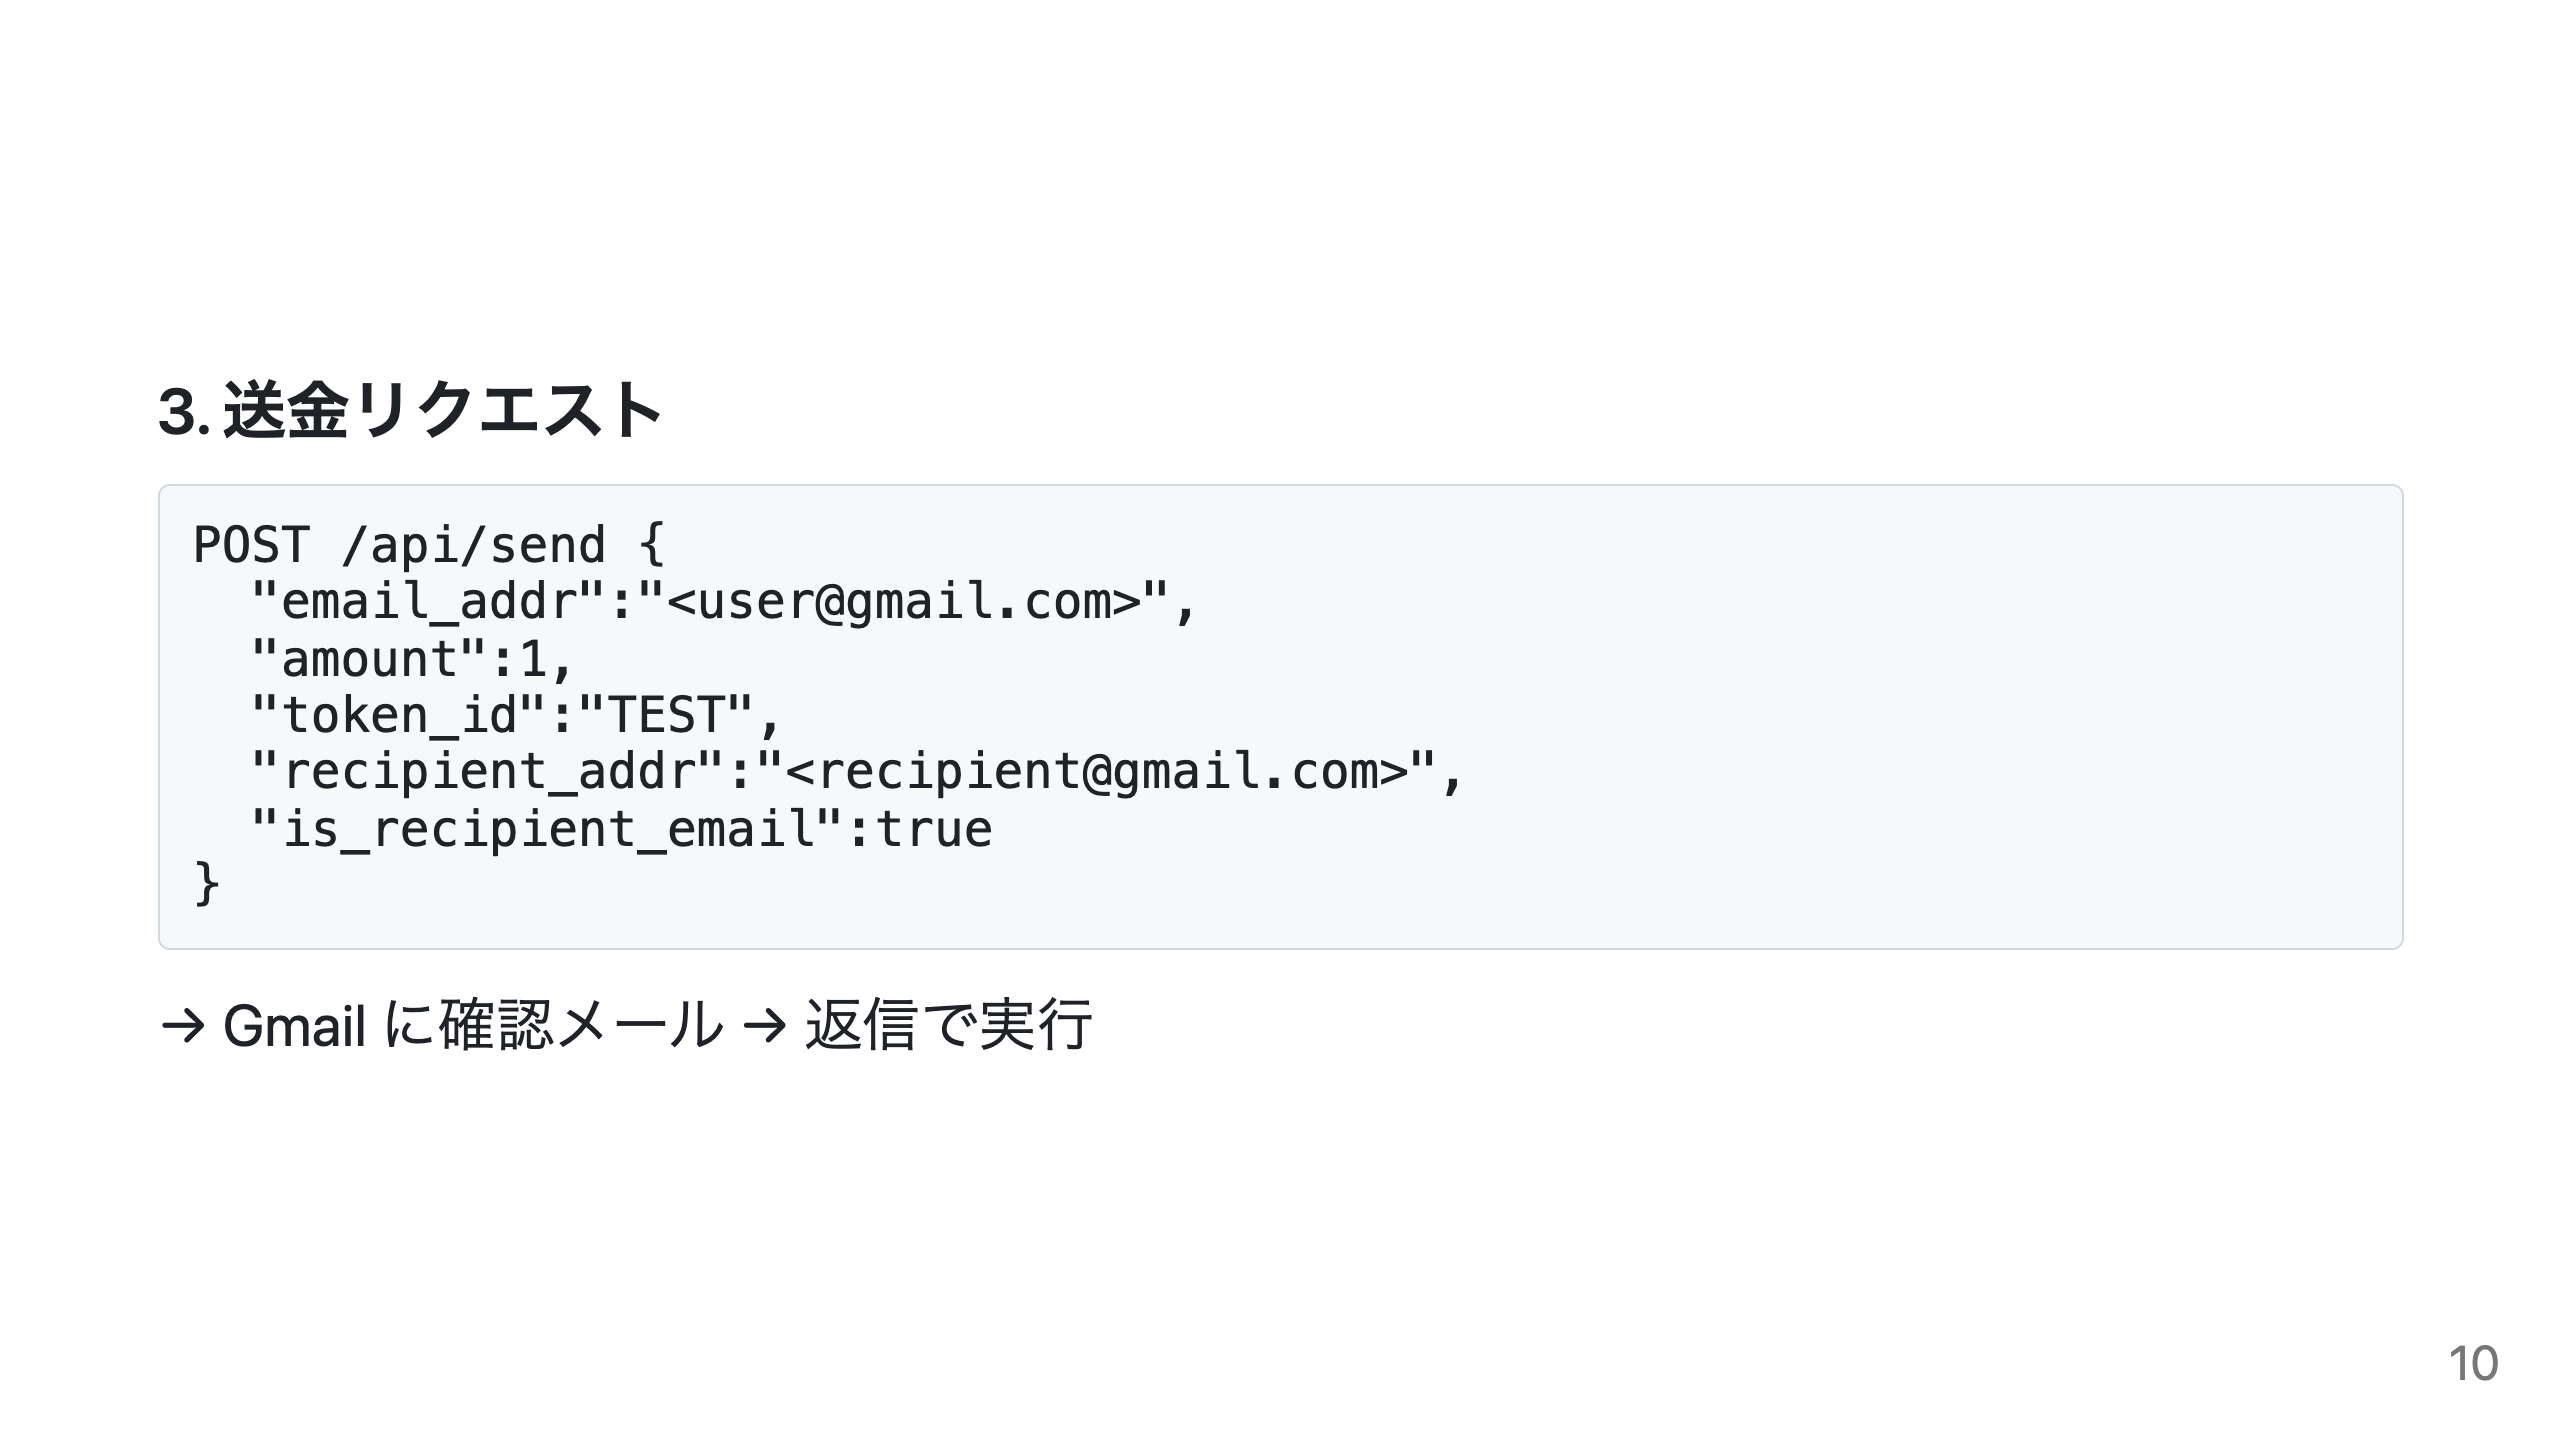 3. 送金リクエスト
POST /api/send {
  "email_addr":"<user@gmail.com>",
  "amount":1,
  "token_id":"TEST",
  "recipient_addr":"<recipient@gmail.com>",
  "is_recipient_email":true
}
→ Gmail に確認メール → 返信で実行
10